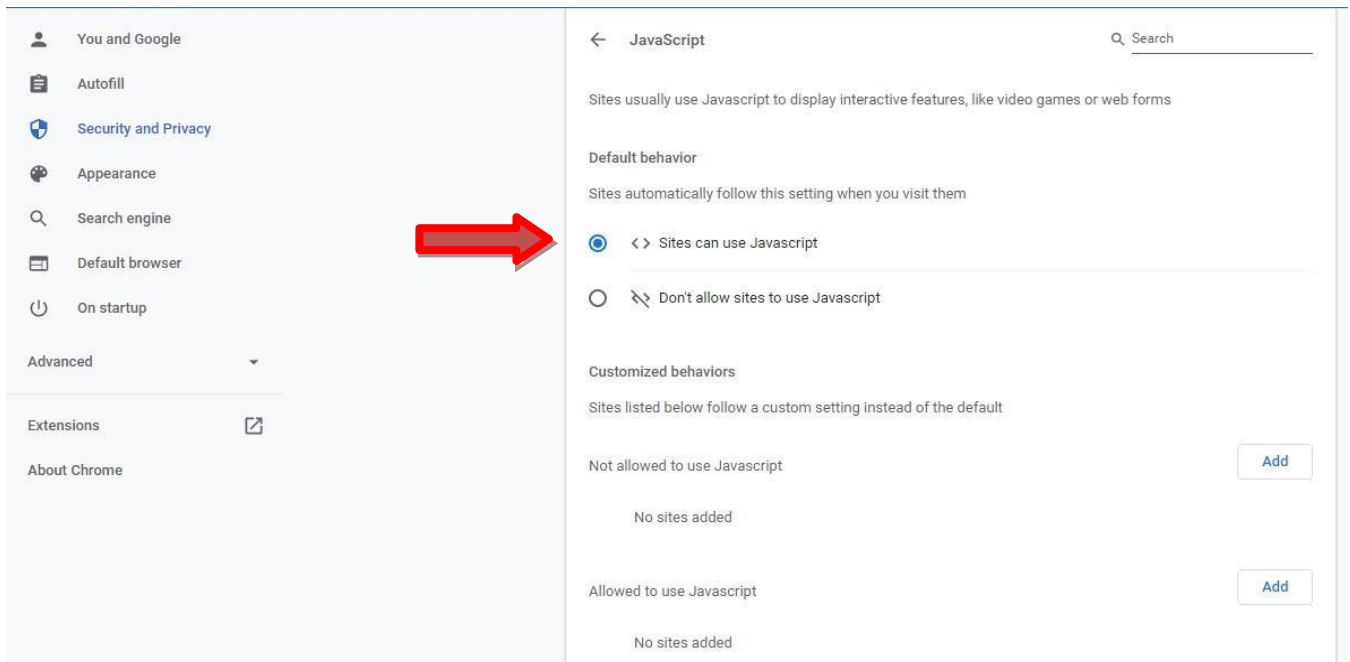 You and Google
Autofill
Security and Privacy
Appearance
Search engine
Default browser
On startup
Advanced
Extensions
About Chrome
JavaScript
Search
Sites usually use Javascript to display interactive features, like video games or web forms
Default behavior
Sites automatically follow this setting when you visit them
<> Sites can use Javascript
Don't allow sites to use Javascript
Customized behaviors
Sites listed below follow a custom setting instead of the default
Not allowed to use Javascript
Add
No sites added
Allowed to use Javascript
Add
No sites added